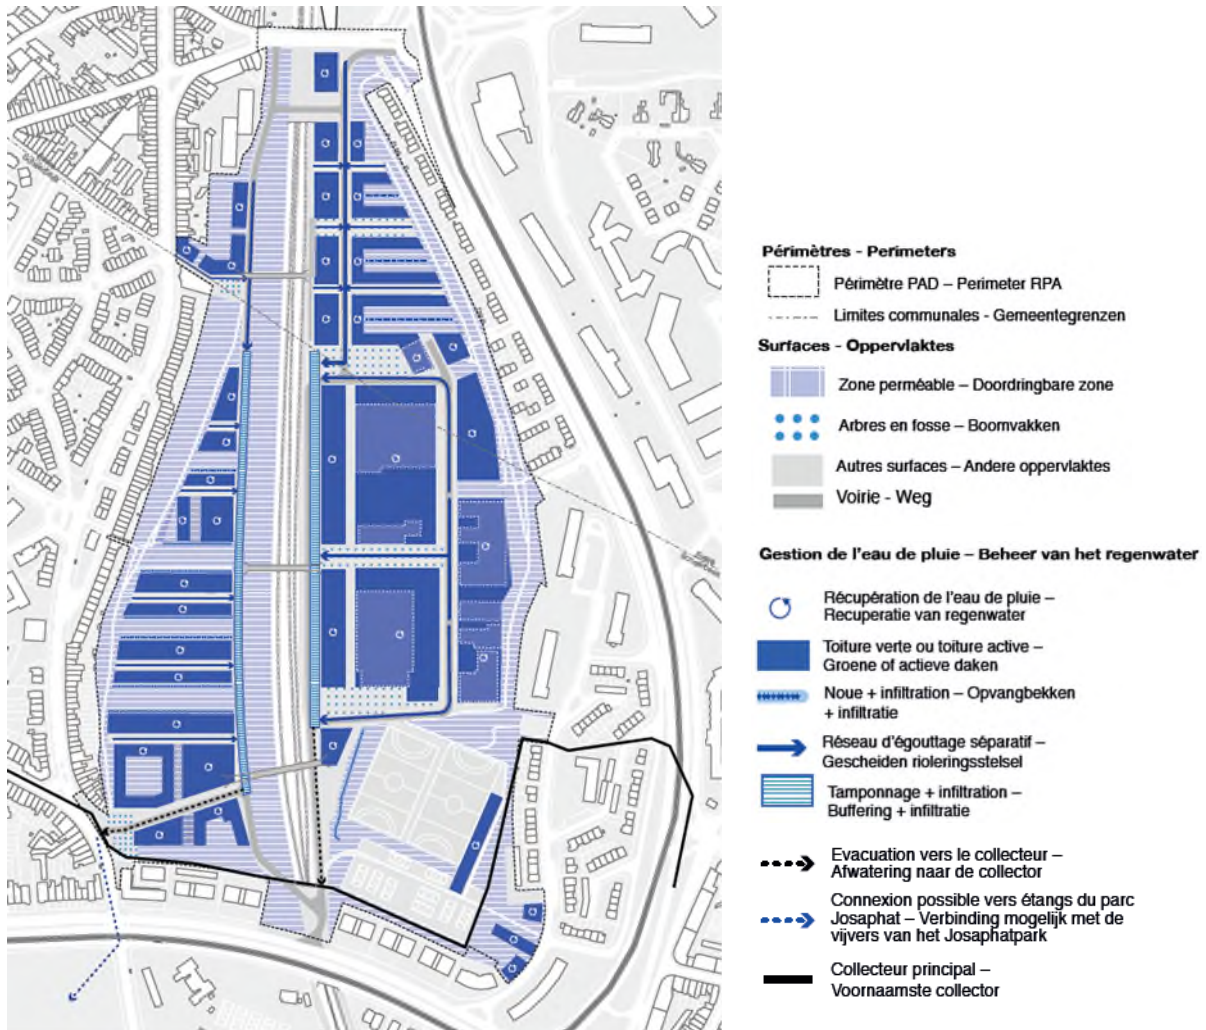 Périmètres - Perimeters
Périmètre PAD – Perimeter RPA
Limites communales - Gemeentegrenzen
Surfaces - Oppervlaktes
Zone perméable – Doordringbare zone
Arbres en fosse – Boomvakken
Autres surfaces – Andere oppervlaktes
Voirie - Weg
Gestion de l'eau de pluie – Beheer van het regenwater
Récupération de l'eau de pluie –
Recuperatie van regenwater
Toiture verte ou toiture active –
Groene of actieve daken
Noue + infiltration – Opvangbekken
+ infiltratie
Réseau d'égouttage séparatif –
Gescheiden rioleringsstelsel
Tamponnage + infiltration –
Buffering + infiltratie
Evacuation vers le collecteur –
Afwatering naar de collector
Connexion possible vers étangs du parc
Josaphat – Verbinding mogelijk met de
vijvers van het Josaphatpark
Collecteur principal –
Voornaamste collector